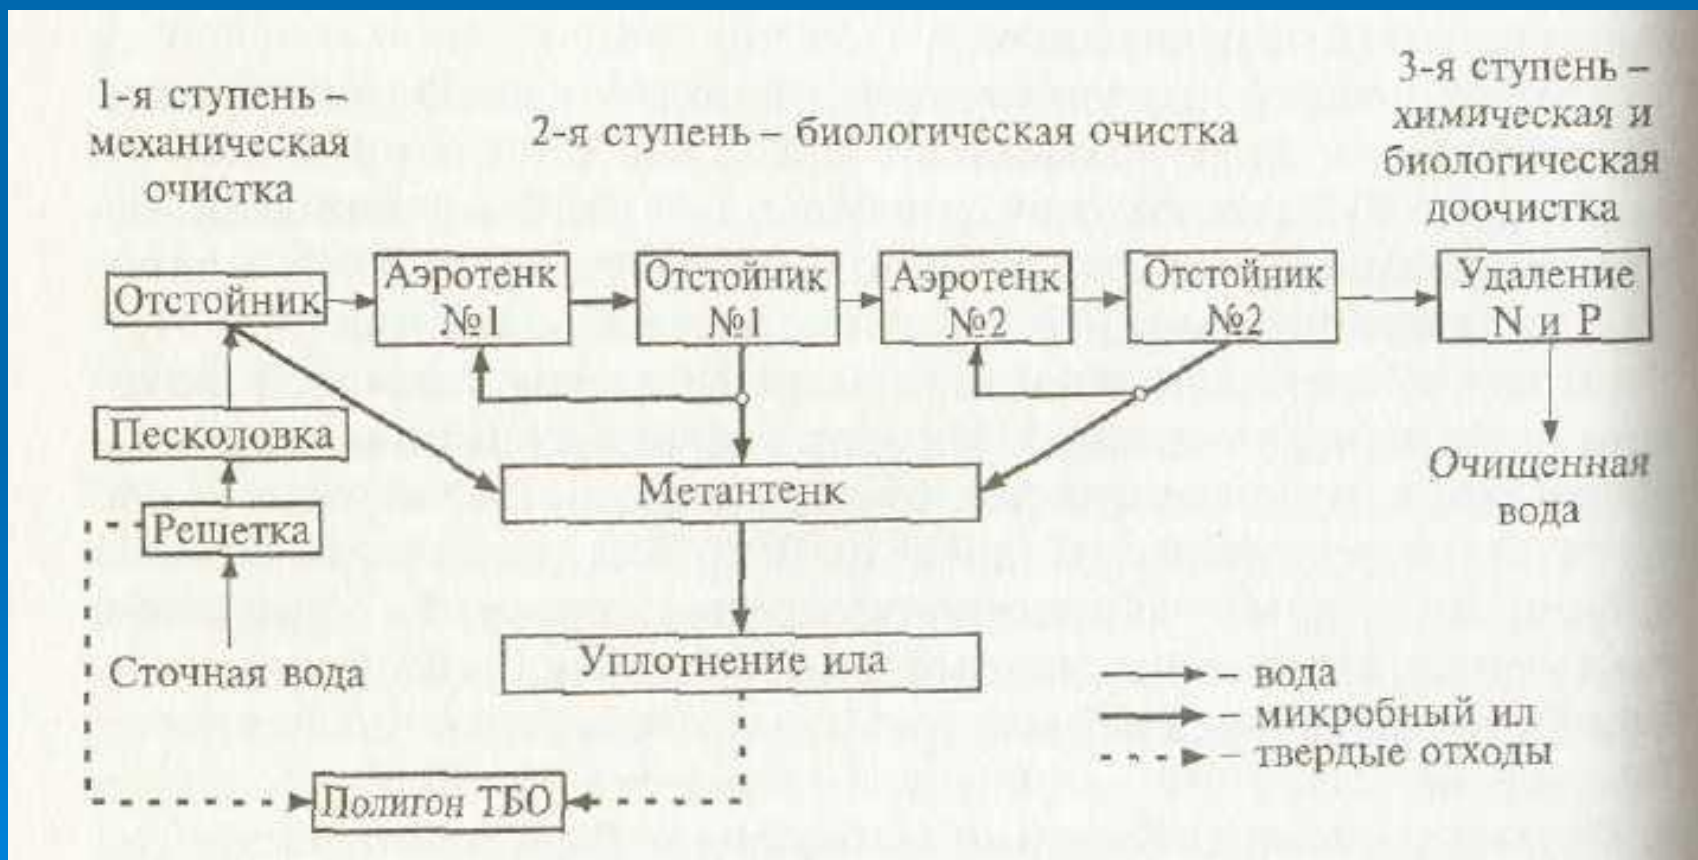 1-я ступень –
механическая
очистка
2-я ступень – биологическая очистка
3-я ступень –
химическая и
биологическая
доочистка
Отстойник
Аэротенк
№1
Отстойник
№1
Аэротенк
№2
Отстойник
№2
Удаление
N и P
Песколовка
Решетка
Сточная вода
Метантенк
Очищенная
вода
Уплотнение ила
Полигон ТБО
– вода
– микробный ил
– твердые отходы